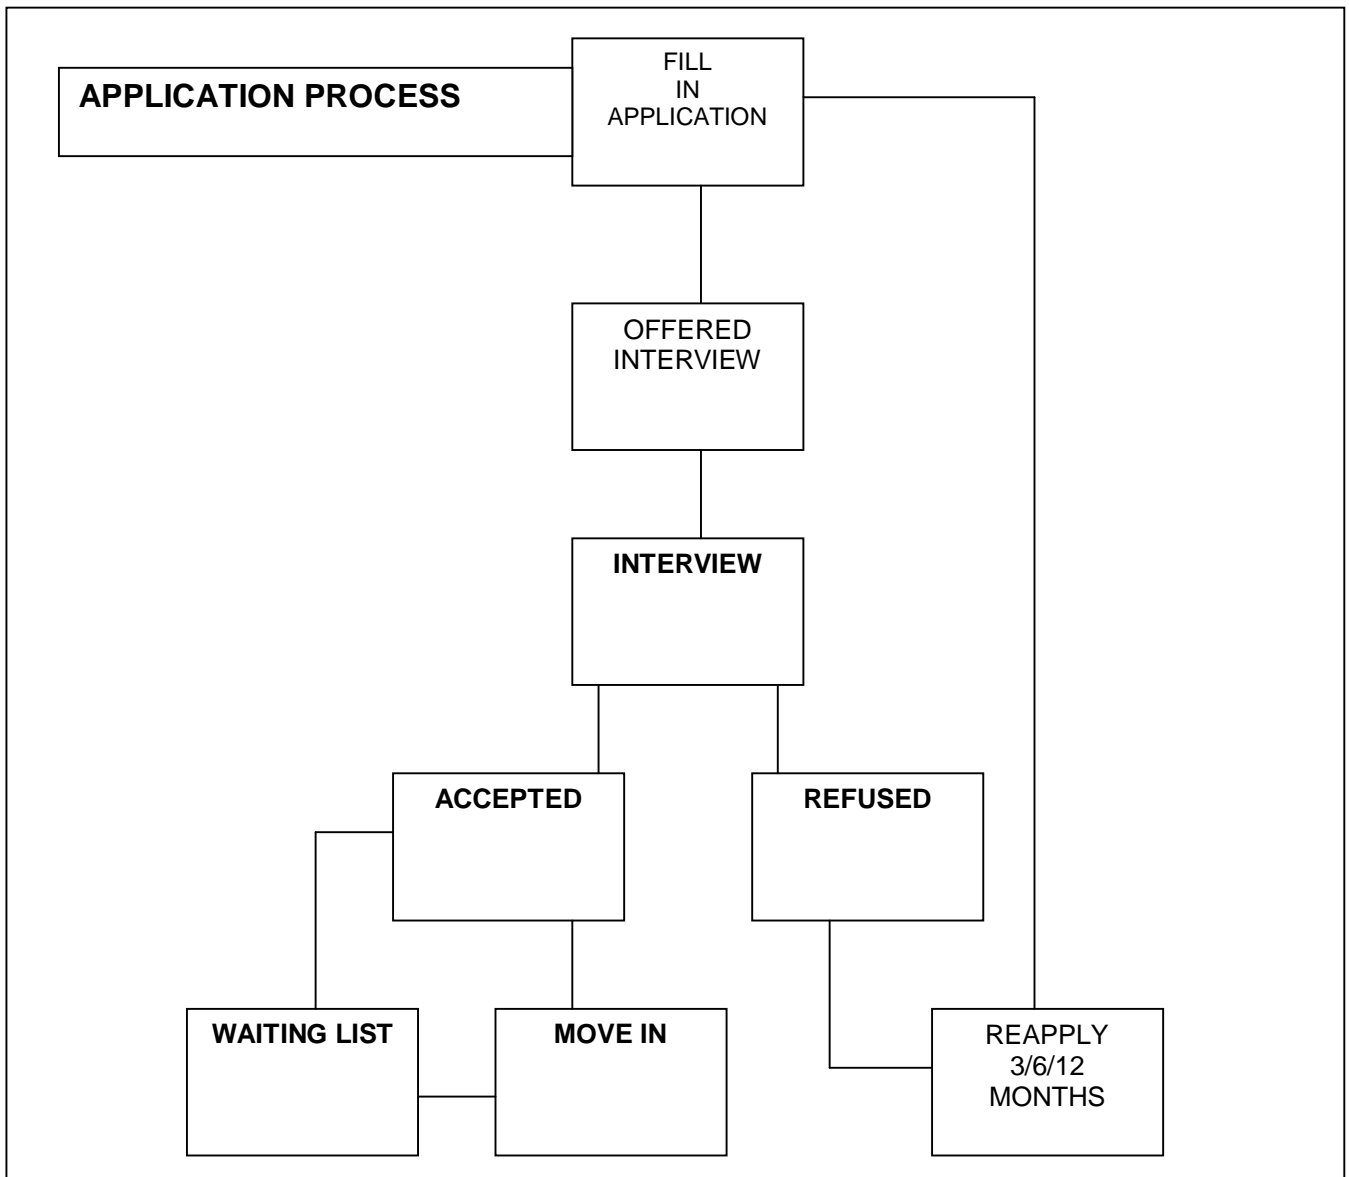 APPLICATION PROCESS
FILL
IN
APPLICATION
OFFERED
INTERVIEW
INTERVIEW
ACCEPTED
REFUSED
WAITING LIST
MOVE IN
REAPPLY
3/6/12
MONTHS